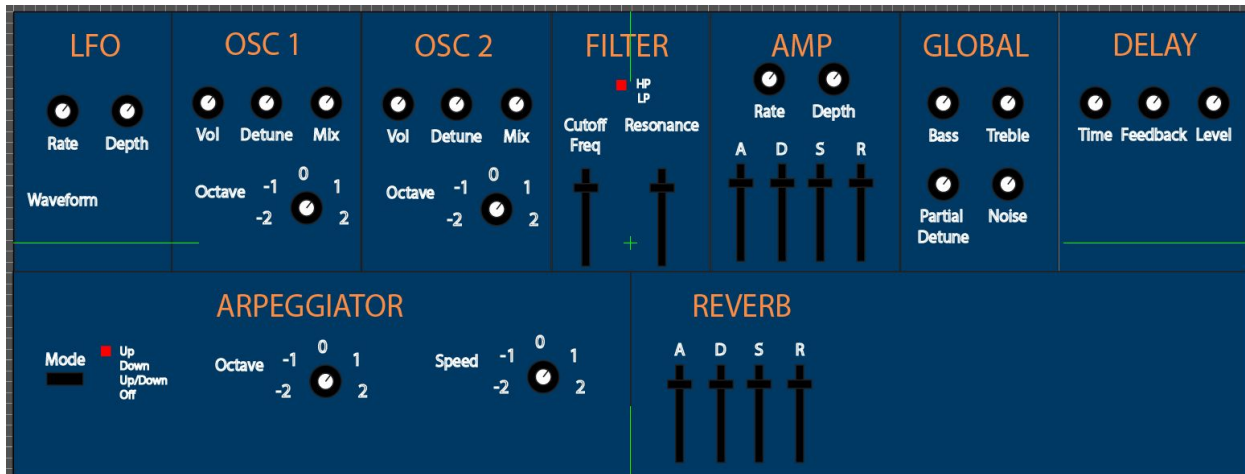 LFO
Rate Depth
Waveform
OSC 1
Vol Detune Mix
Octave -2 -1 0 1 2
OSC 2
Vol Detune Mix
Octave -2 -1 0 1 2
FILTER
HP
LP
Cutoff
Freq
Resonance
AMP
Rate Depth
A D S R
GLOBAL
Bass Treble
Partial
Detune
Noise
DELAY
Time Feedback Level
ARPEGGIATOR
Mode
Up
Down
Up/Down
Off
Octave -2 -1 0 1 2
Speed -2 -1 0 1 2
REVERB
A D S R